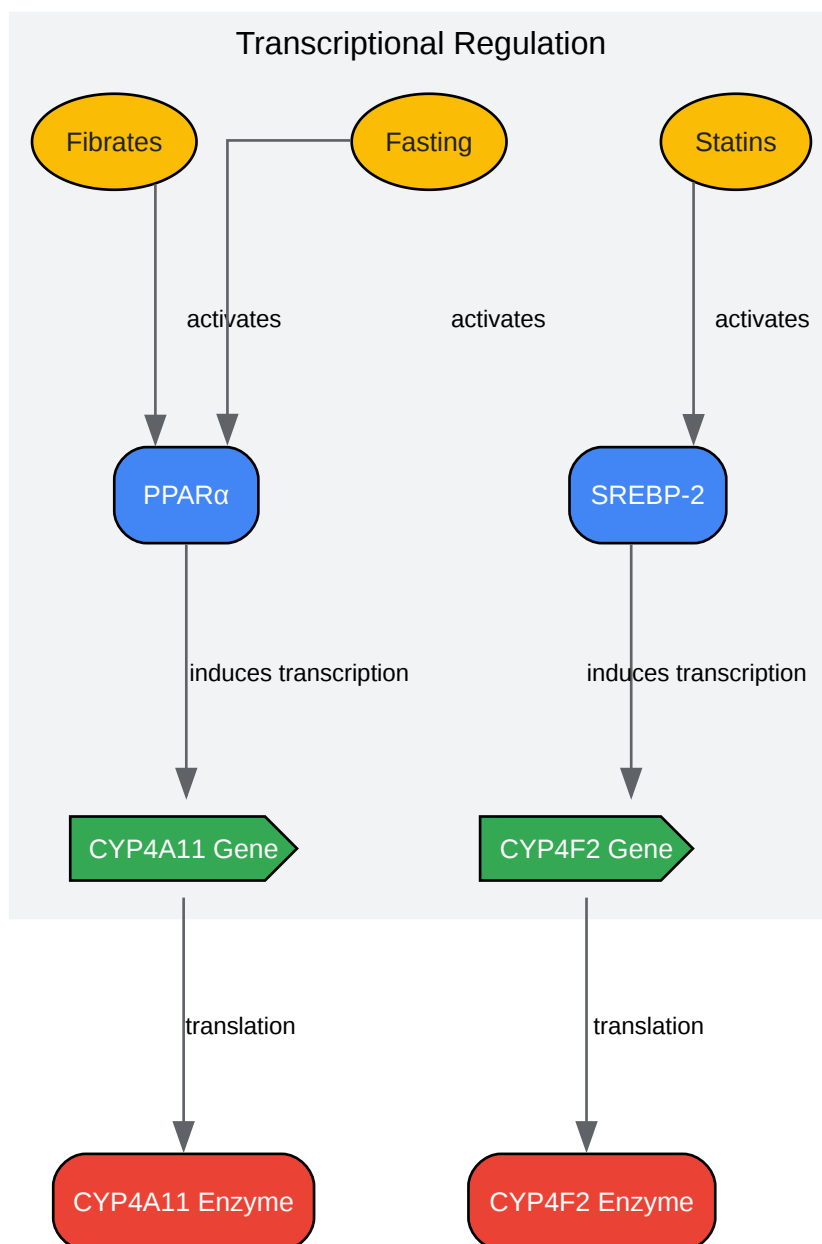 Transcriptional Regulation
Fibrates
Fasting
Statins
activates
activates
activates
PPARα
SREBP-2
induces transcription
induces transcription
CYP4A11 Gene
CYP4F2 Gene
translation
translation
CYP4A11 Enzyme
CYP4F2 Enzyme